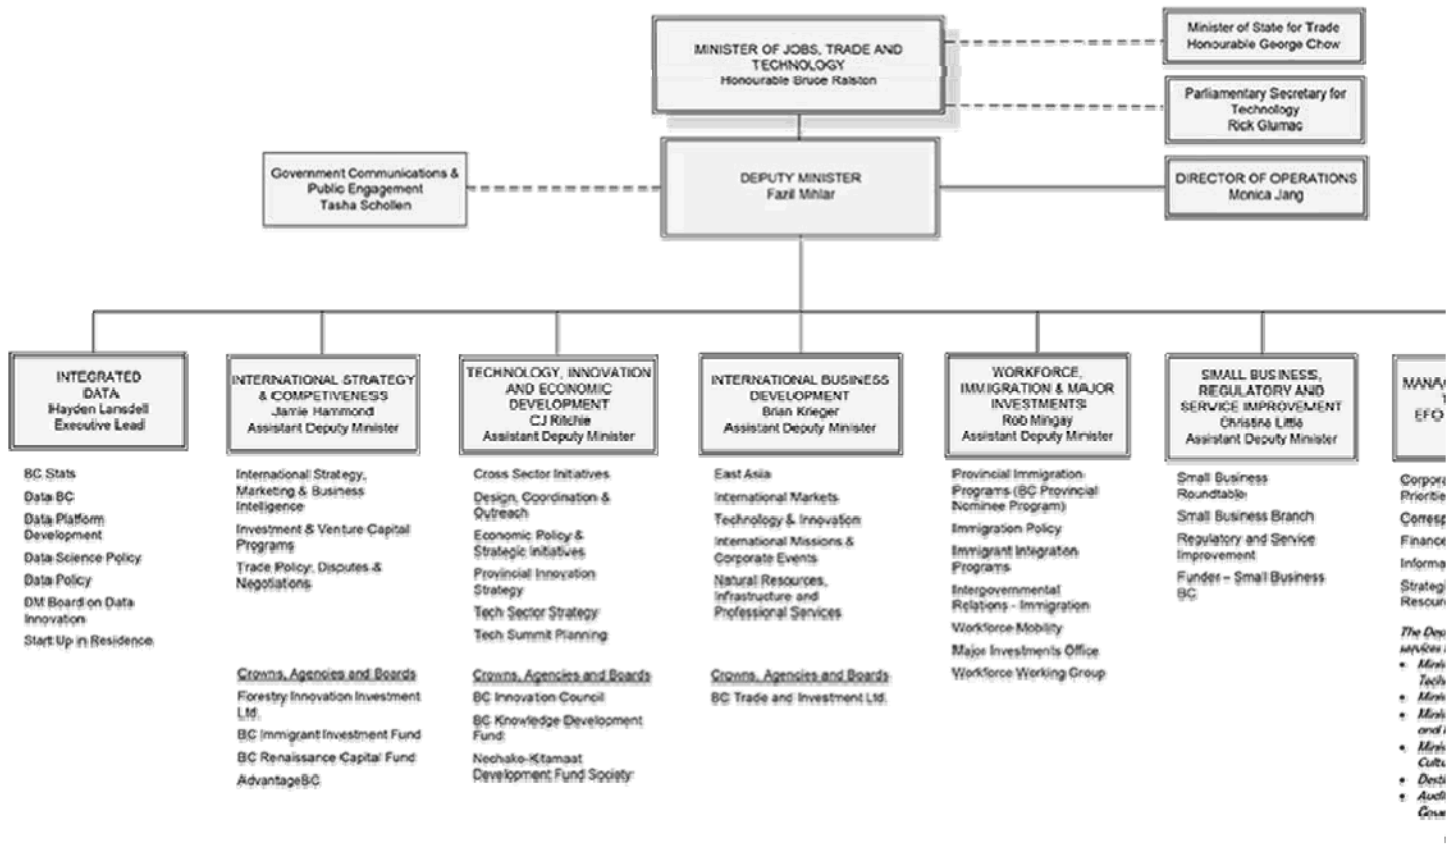 MINISTER OF JOBS, TRADE AND
TECHNOLOGY
Honourable Bruce Ralston
Minister of State for Trade
Honourable George Chow
Parliamentary Secretary for
Technology
Rick Glumac
Government Communications &
Public Engagement
Tasha Schollen
DEPUTY MINISTER
Fazil Mihlar
DIRECTOR OF OPERATIONS
Monica Jang
INTEGRATED
DATA
Hayden Lansdell
Executive Lead
BC Stats
Data BC
Data Platform
Development
Data Science Policy
Data Policy
DM Board on Data
Innovation
Start Up in Residence
INTERNATIONAL STRATEGY
& COMPETIVENESS
Jamie Hammond
Assistant Deputy Minister
International Strategy,
Marketing & Business
Intelligence
Investment & Venture Capital
Programs
Trade Policy, Disputes &
Negotiations
Crowns, Agencies and Boards
Forestry Innovation Investment
Ltd.
BC Immigrant Investment Fund
BC Renaissance Capital Fund
AdvantageBC
TECHNOLOGY, INNOVATION
AND ECONOMIC
DEVELOPMENT
CJ Ritchie
Assistant Deputy Minister
Cross Sector Initiatives
Design, Coordination &
Outreach
Economic Policy &
Strategic Initiatives
Provincial Innovation
Strategy
Tech Sector Strategy
Tech Summit Planning
Crowns, Agencies and Boards
BC Innovation Council
BC Knowledge Development
Fund
Nechako-Kitamaat
Development Fund Society
INTERNATIONAL BUSINESS
DEVELOPMENT
Brian Krieger
Assistant Deputy Minister
East Asia
International Markets
Technology & Innovation
International Missions &
Corporate Events
Natural Resources,
Infrastructure and
Professional Services
Crowns, Agencies and Boards
BC Trade and Investment Ltd.
WORKFORCE,
IMMIGRATION & MAJOR
INVESTMENTS
Rob Mingay
Assistant Deputy Minister
Provincial Immigration
Programs (BC Provincial
Nominee Program)
Immigration Policy
Immigrant Integration
Programs
Intergovernmental
Relations - Immigration
Workforce Mobility
Major Investments Office
Workforce Working Group
SMALL BUSINESS,
REGULATORY AND
SERVICE IMPROVEMENT
Christine Little
Assistant Deputy Minister
Small Business
Roundtable
Small Business Branch
Regulatory and Service
Improvement
Funder – Small Business
BC
EFO
Finance